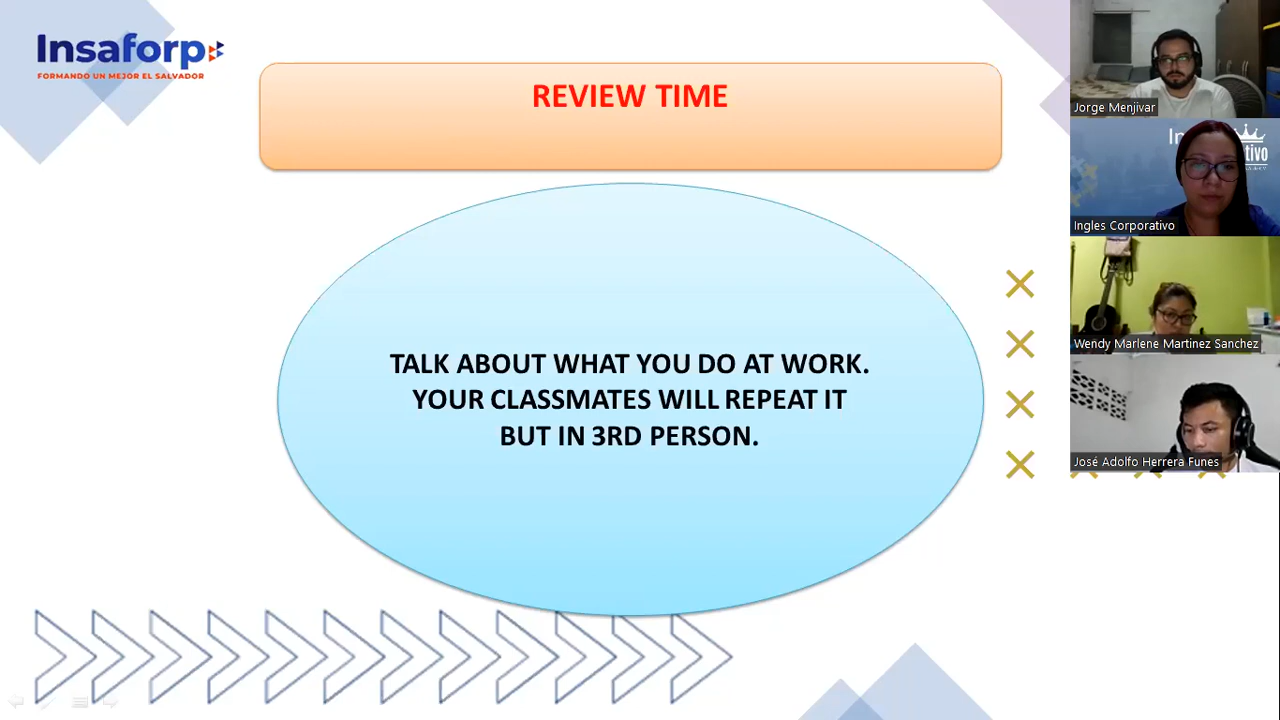 Insaforp
FORMANDO UN MEJOR EL SALVADOR
REVIEW TIME
TALK ABOUT WHAT YOU DO AT WORK.
YOUR CLASSMATES WILL REPEAT IT
BUT IN 3RD PERSON.
Jorge Menjivar
Ingles Corporativo
Wendy Marlene Martinez Sanchez
José Adolfo Herrera Funes